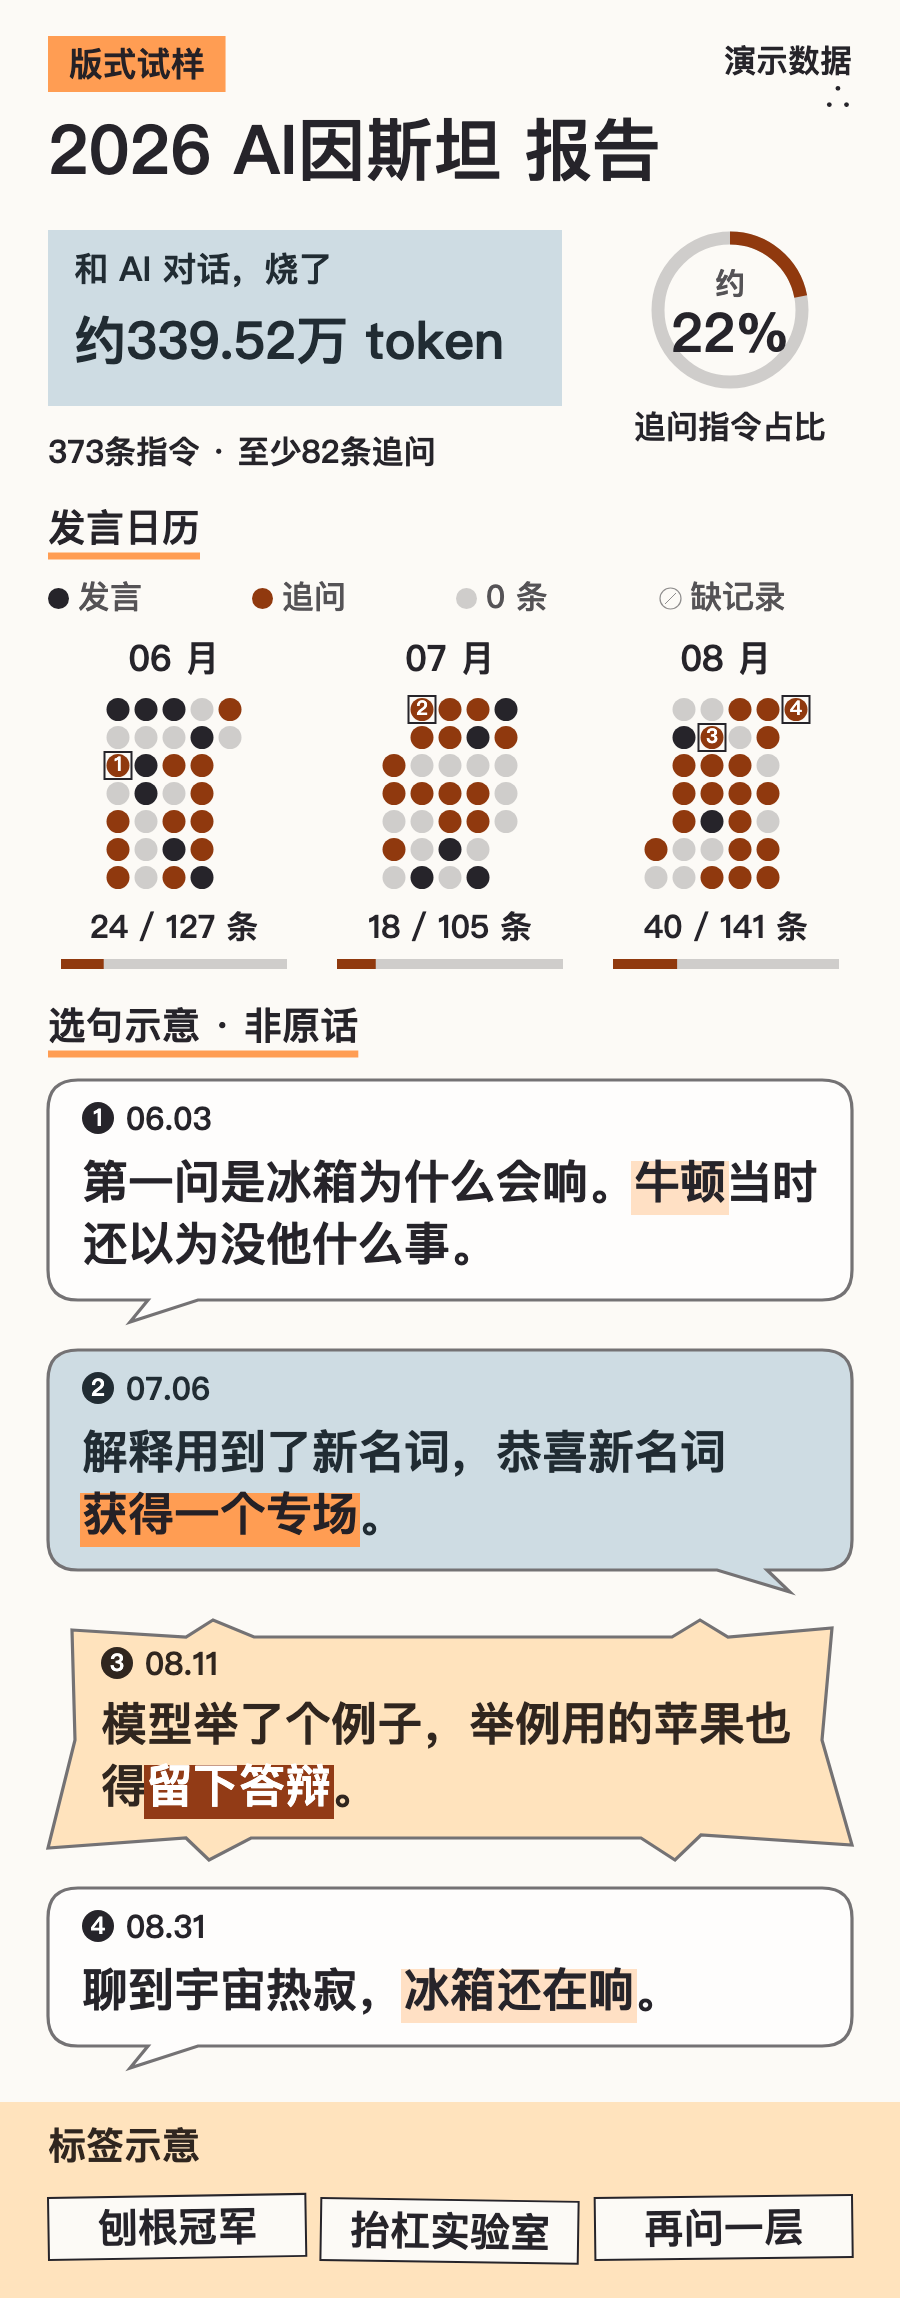 版式试样
演示数据
2026 AI因斯坦 报告
和 AI 对话，烧了
约339.52万 token
约
22%
追问指令占比
373条指令 · 至少82条追问
发言日历
发言
追问
0 条
缺记录
06 月
07 月
08 月
2
4
3
1
24 / 127 条
18 / 105 条
40 / 141 条
选句示意 · 非原话
1 06.03
第一问是冰箱为什么会响。牛顿当时
还以为没他什么事。
2 07.06
解释用到了新名词，恭喜新名词
获得一个专场。
3 08.11
模型举了个例子，举例用的苹果也
得留下答辩。
4 08.31
聊到宇宙热寂，冰箱还在响。
标签示意
刨根冠军
抬杠实验室
再问一层